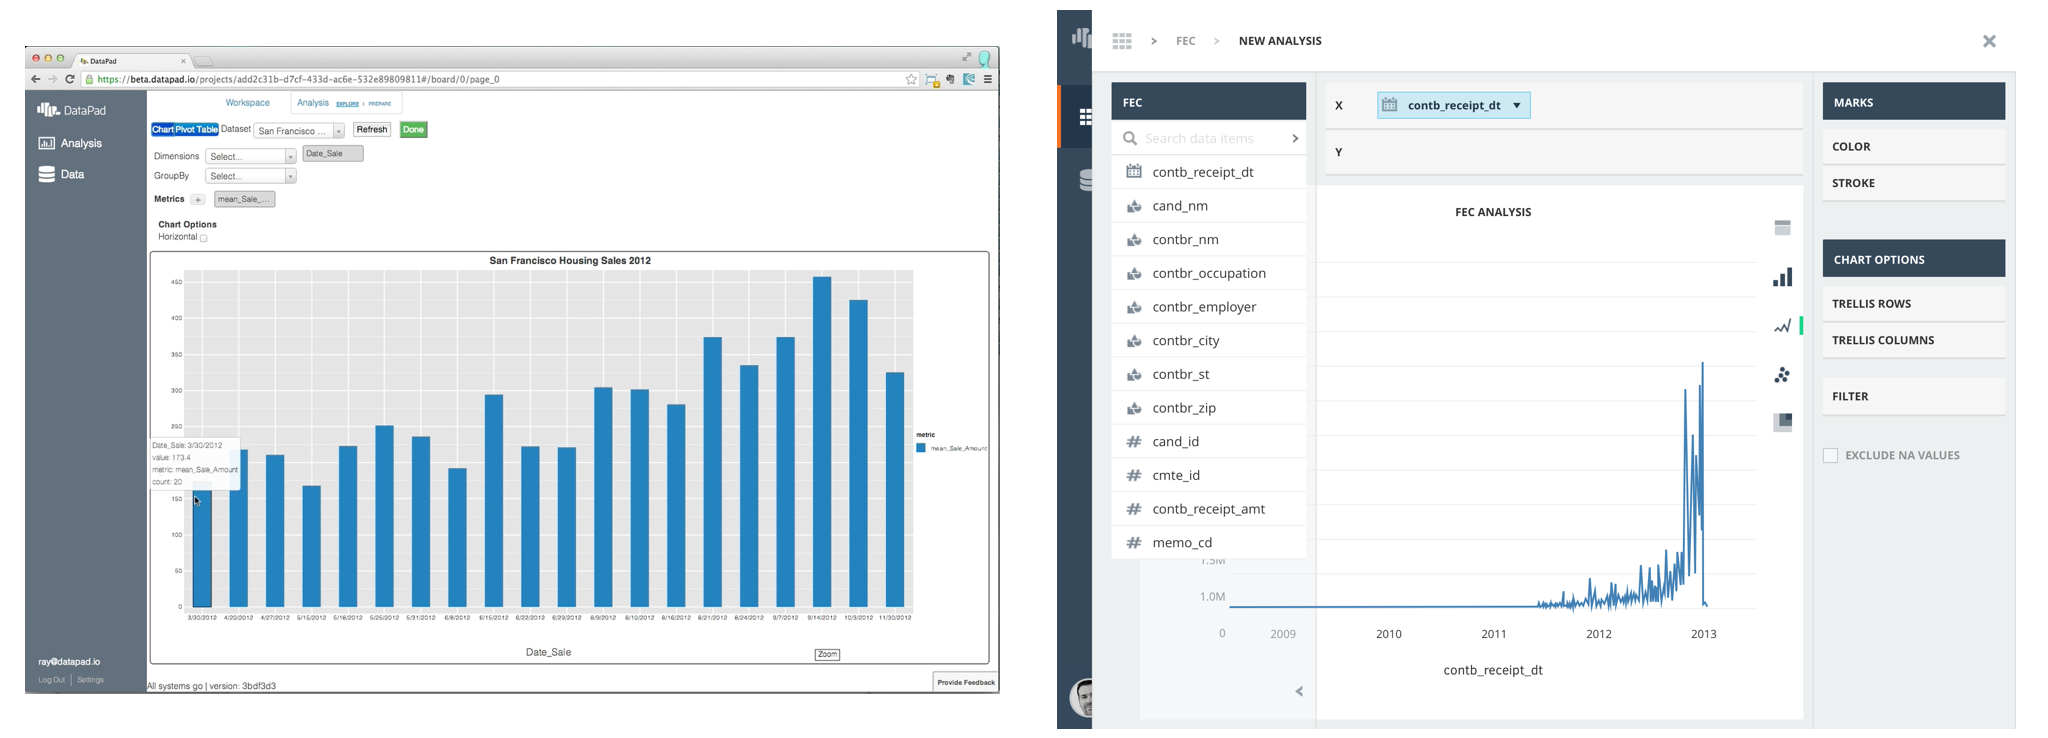 DataPad
https://beta.datapad.io/projects/add2c31b-d7cf-433d-ac6e-532e89809811#/board/0/page_0
DataPad
Analysis
Data
Workspace
Analysis EXPLORE | PREPARE
Chart Pivot Table Dataset San Francisco ... Refresh Done
Dimensions Select... Date_Sale
GroupBy Select...
Metrics + mean_Sale_...
Chart Options
Horizontal
San Francisco Housing Sales 2012
450
400
350
300
250
150
100
50
0
Date_Sale: 3/30/2012
value: 173.4
metric: mean_Sale_Amount
count: 20
metric
mean_Sale_Amount
3/30/2012 4/20/2012 4/27/2012 5/15/2012 5/18/2012 5/25/2012 5/31/2012 6/8/2012 6/15/2012 6/22/2012 6/29/2012 8/9/2012 8/10/2012 8/16/2012 8/21/2012 8/24/2012 9/7/2012 9/14/2012 10/3/2012 11/30/2012
Date_Sale
Zoom
ray@datapad.io
Log Out | Settings
All systems go | version: 3bdf3d3
Provide Feedback
> FEC > NEW ANALYSIS
FEC
Search data items
contb_receipt_dt
cand_nm
contbr_nm
contbr_occupation
contbr_employer
contbr_city
contbr_st
contbr_zip
# cand_id
# cmte_id
# contb_receipt_amt
# memo_cd
X contb_receipt_dt
Y
FEC ANALYSIS
1.5M
1.0M
0
2009 2010 2011 2012 2013
contb_receipt_dt
MARKS
COLOR
STROKE
CHART OPTIONS
TRELLIS ROWS
TRELLIS COLUMNS
FILTER
EXCLUDE NA VALUES